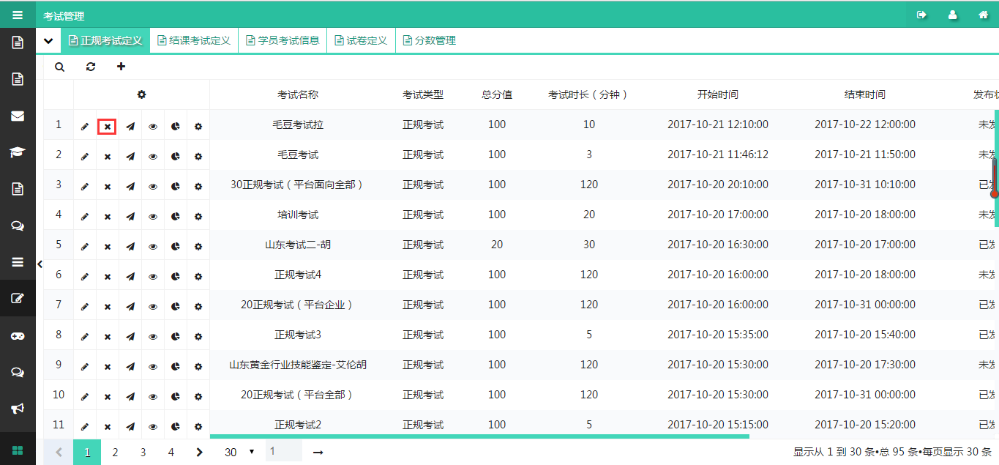 考试管理
正规考试定义 结课考试定义 学员考试信息 试卷定义 分数管理
考试名称 考试类型 总分值 考试时长（分钟） 开始时间 结束时间 发布状
1 毛豆考试拉 正规考试 100 10 2017-10-21 12:10:00 2017-10-22 12:00:00 未发
2 毛豆考试 正规考试 100 3 2017-10-21 11:46:12 2017-10-21 11:50:00 未发
3 30正规考试（平台面向全部） 正规考试 100 120 2017-10-20 20:10:00 2017-10-31 10:10:00 已发
4 培训考试 正规考试 100 20 2017-10-20 17:00:00 2017-10-20 18:00:00 未发
5 山东考试二-胡 正规考试 20 30 2017-10-20 16:30:00 2017-10-20 17:00:00 已发
6 正规考试4 正规考试 100 120 2017-10-20 16:00:00 2017-10-20 18:00:00 未发
7 20正规考试（平台企业） 正规考试 100 120 2017-10-20 16:00:00 2017-10-31 00:00:00 已发
8 正规考试3 正规考试 100 5 2017-10-20 15:35:00 2017-10-20 15:40:00 已发
9 山东黄金行业技能鉴定-艾伦胡 正规考试 100 120 2017-10-20 15:30:00 2017-10-20 17:30:00 未发
10 20正规考试（平台全部） 正规考试 100 120 2017-10-20 15:30:00 2017-10-31 00:00:00 已发
11 正规考试2 正规考试 100 5 2017-10-20 15:15:00 2017-10-20 15:20:00 已发
1 2 3 4 30 1 显示从 1 到 30 条•总 95 条•每页显示 30 条